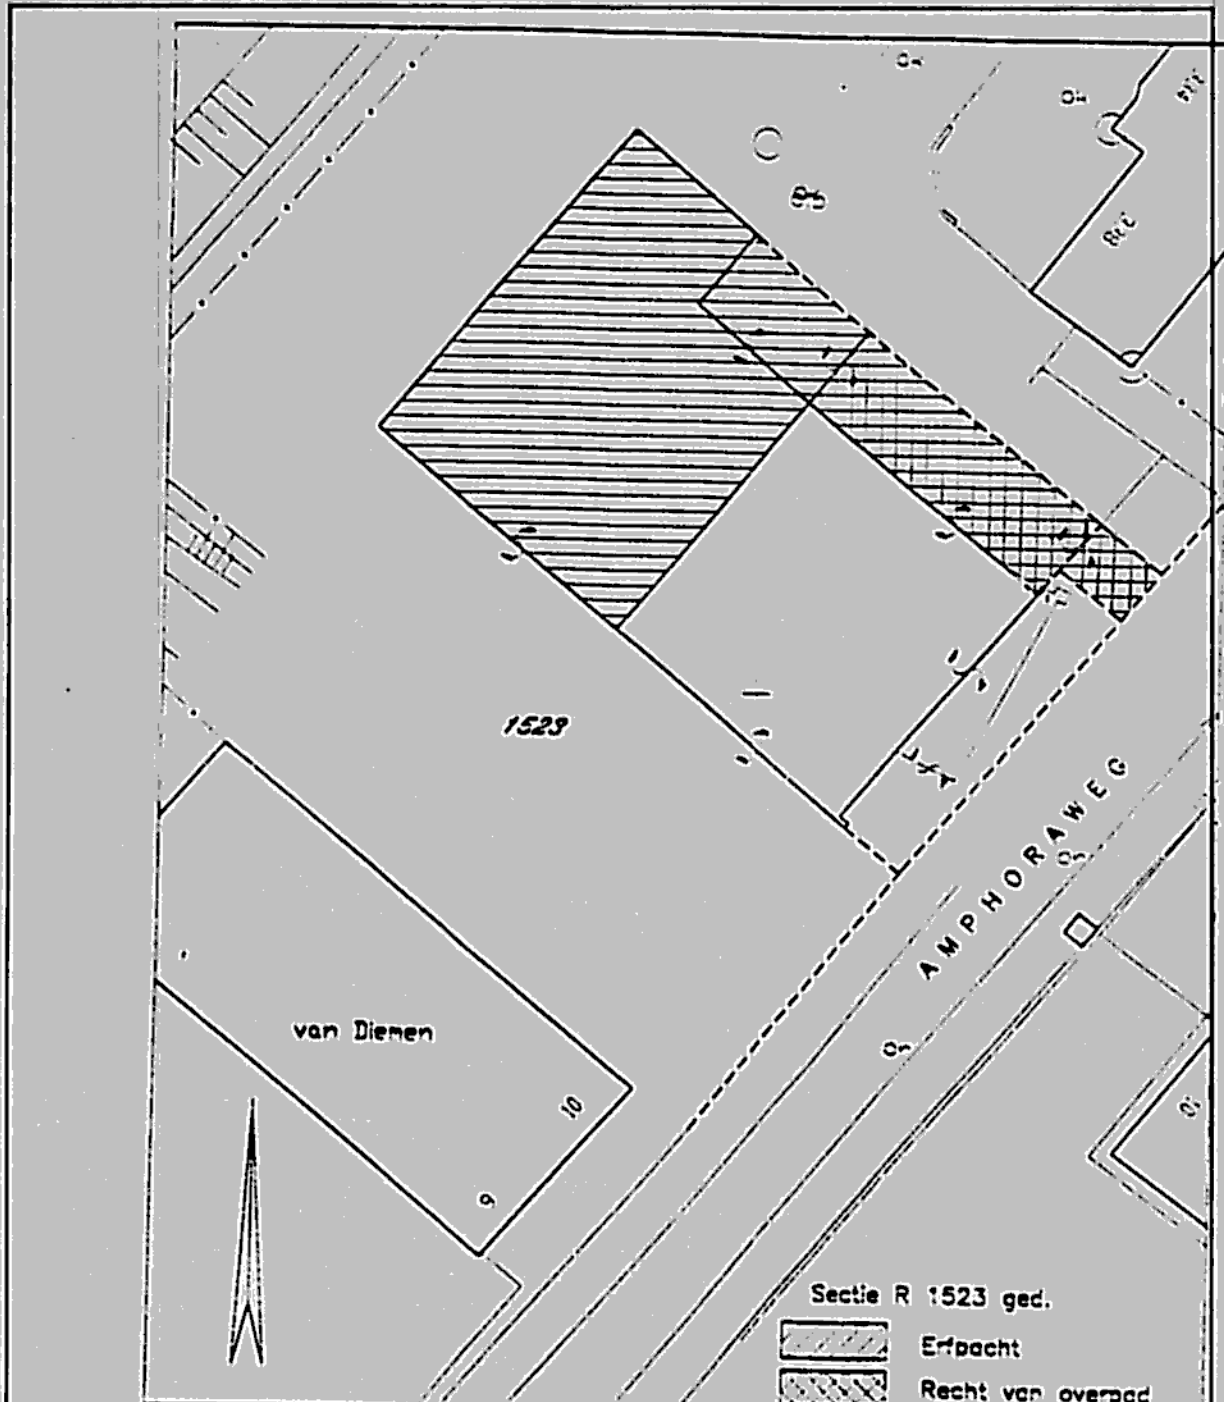 1523
AMPHORAWEG
van Diemen
10
9
Sectie R 1523 ged.
Erfpacht
Recht van overpad